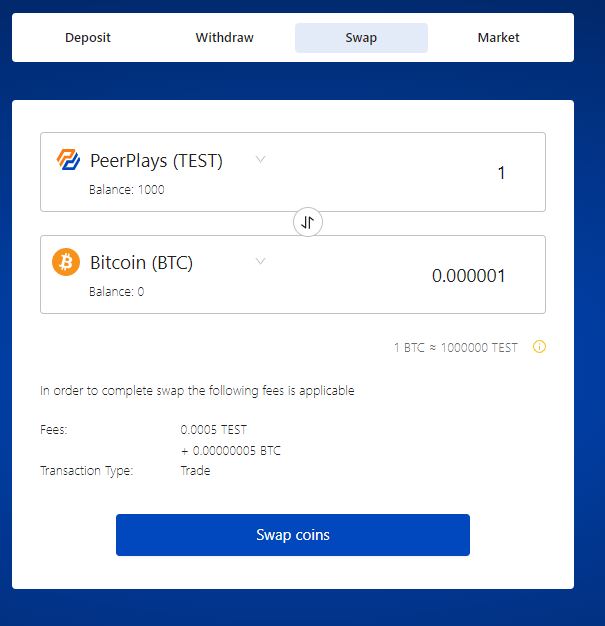 Deposit Withdraw Swap Market
PeerPlays (TEST) 1
Balance: 1000
Bitcoin (BTC) 0.000001
Balance: 0
1 BTC ≈ 1000000 TEST
In order to complete swap the following fees is applicable
Fees: 0.0005 TEST
+ 0.00000005 BTC
Transaction Type: Trade
Swap coins